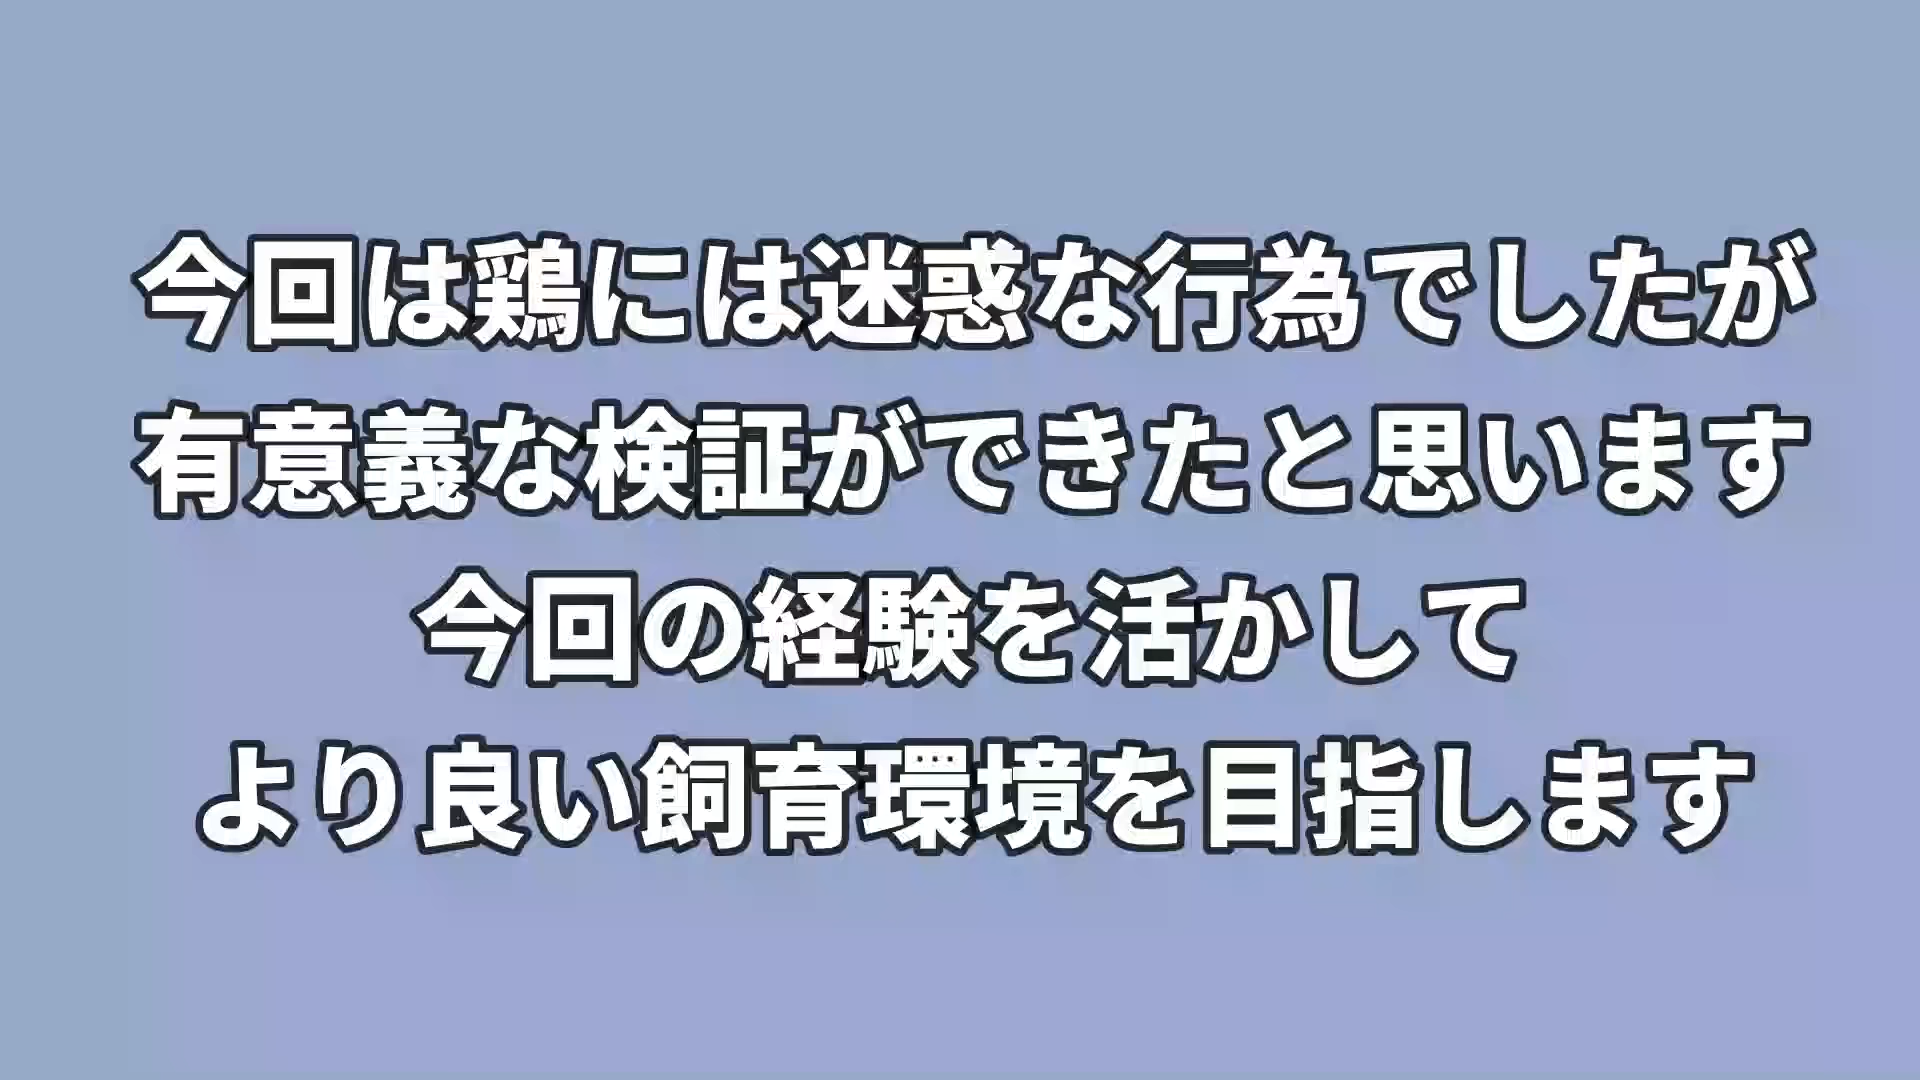 今回は鶏には迷惑な行為でしたが
有意義な検証ができたと思います
今回の経験を活かして
より良い飼育環境を目指します